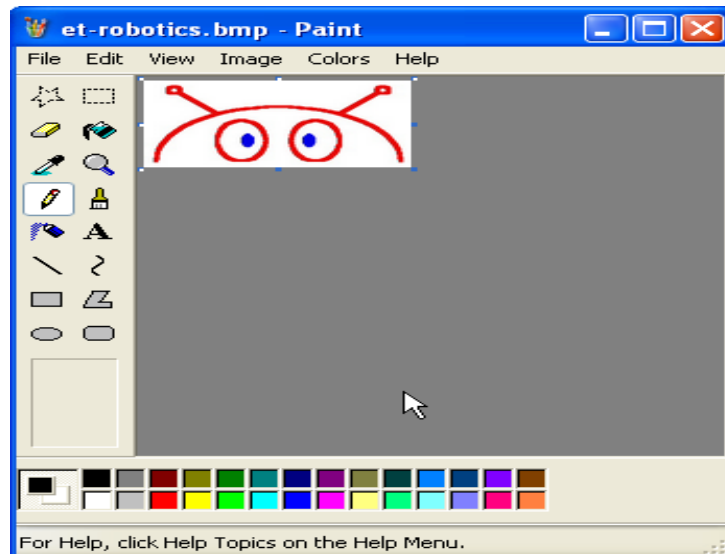 et-robotics.bmp - Paint
File Edit View Image Colors Help
A
For Help, click Help Topics on the Help Menu.